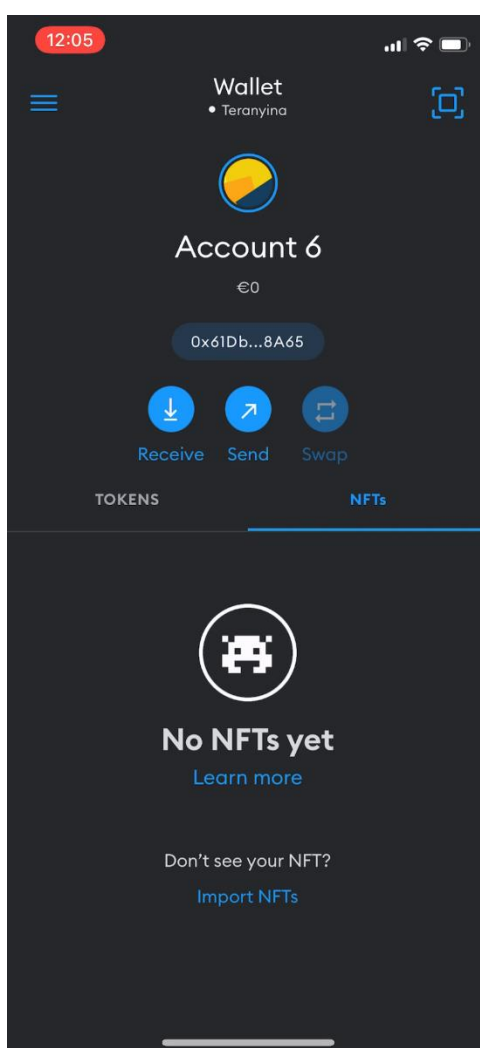 12:05
Wallet
Teranyina
Account 6
€0
0x61Db...8A65
Receive Send Swap
TOKENS NFTs
No NFTs yet
Learn more
Don't see your NFT?
Import NFTs